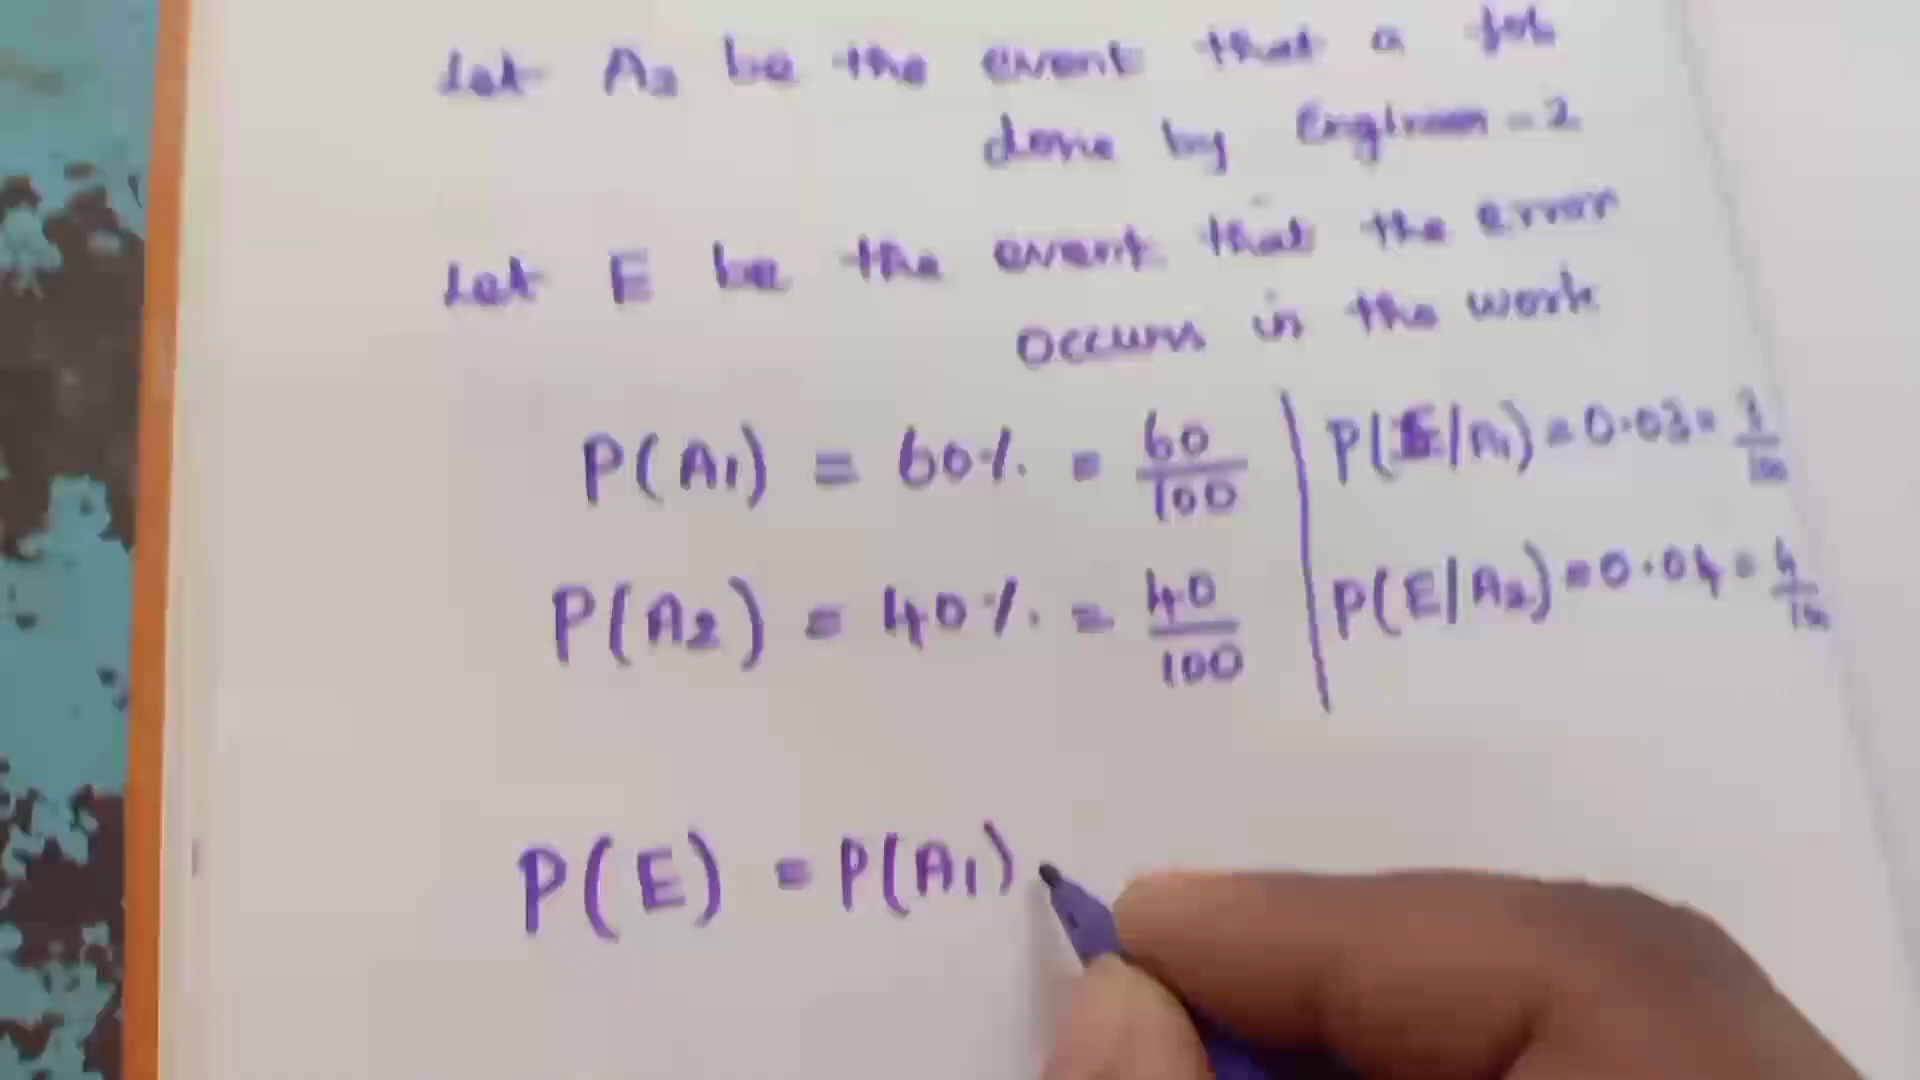 Let A2 be the event that a job
done by Engineer - 2
Let E be the event that the error
occurs in the work
P(A1) = 60% = 60/100
P(E/A1) = 0.03 = 3/100
P(A2) = 40% = 40/100
P(E/A2) = 0.04 = 4/100
P(E) = P(A1)